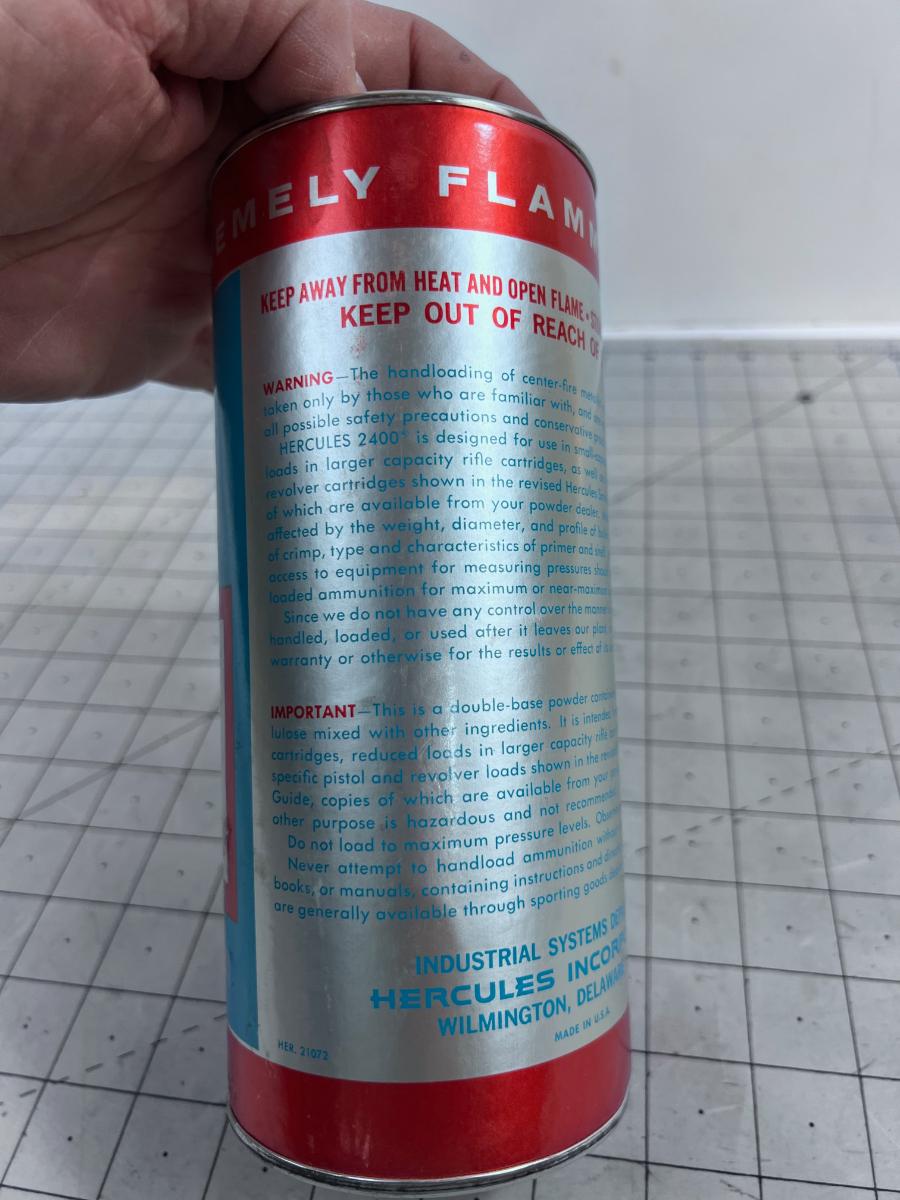 EMELY FLAMM
KEEP AWAY FROM HEAT AND OPEN FLAME •
KEEP OUT OF REACH OF
WARNING—The handloading of center-fire
taken only by those who are familiar with, and
all possible safety precautions and conservative
HERCULES 2400® is designed for use in
loads in larger capacity rifle cartridges, as well
revolver cartridges shown in the revised Hercules
of which are available from your powder dealer.
affected by the weight, diameter, and profile of
of crimp, type and characteristics of primer and
access to equipment for measuring pressures
loaded ammunition for maximum or
Since we do not have any control over the manner
handled, loaded, or used after it leaves our
warranty or otherwise for the results or effect of
IMPORTANT—This is a double-base powder
lulose mixed with other ingredients. It is
cartridges, reduced loads in larger capacity rifle
specific pistol and revolver loads shown in the
Guide, copies of which are available from your
other purpose is hazardous and not
Do not load to maximum pressure levels.
Never attempt to handload ammunition
books, or manuals, containing instructions and
are generally available through sporting goods
INDUSTRIAL SYSTEMS
HERCULES
WILMINGTON, DELAWARE
MADE IN U.S.A.
HER. 21072